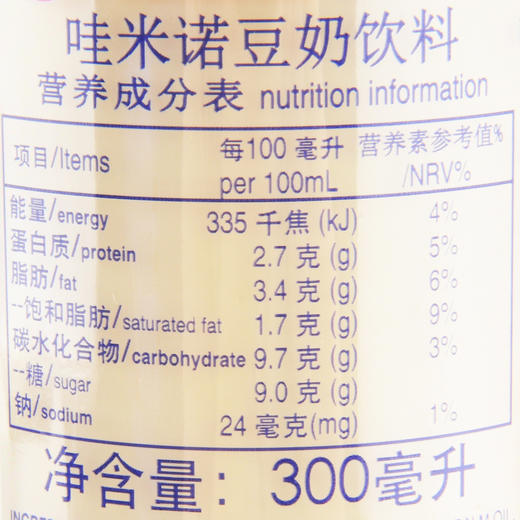 哇米诺豆奶饮料
营养成分表 nutrition information
项目/Items 每100 毫升 per 100mL 营养素参考值% /NRV%
能量/energy 335 千焦 (kJ) 4%
蛋白质/protein 2.7 克 (g) 5%
脂肪/fat 3.4 克 (g) 6%
--饱和脂肪/saturated fat 1.7 克 (g) 9%
碳水化合物/carbohydrate 9.7 克 (g) 3%
--糖/sugar 9.0 克 (g)
钠/sodium 24 毫克(mg) 1%
净含量: 300毫升